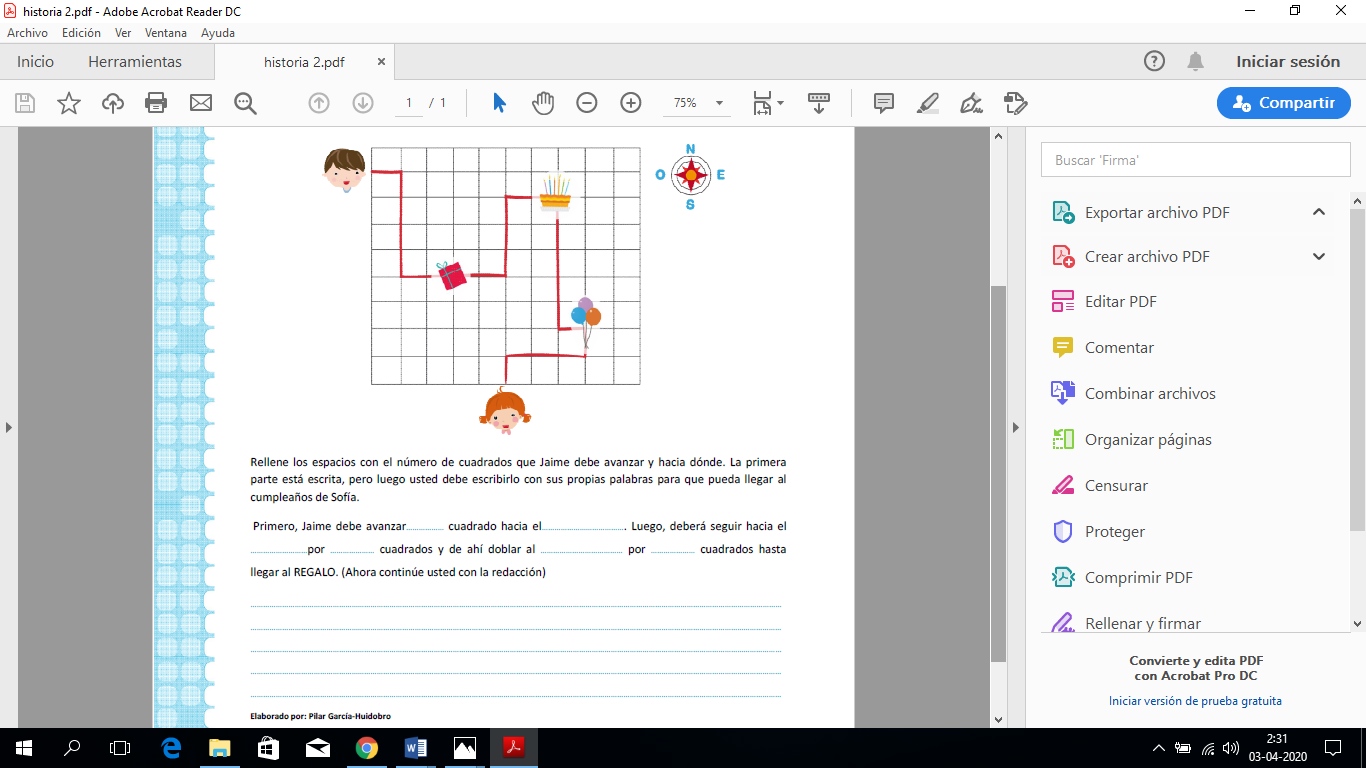 historia 2.pdf - Adobe Acrobat Reader DC
Archivo Edición Ver Ventana Ayuda
Inicio Herramientas historia 2.pdf × Iniciar sesión
1 / 1 75% Compartir
N
O E
S
Rellene los espacios con el número de cuadrados que Jaime debe avanzar y hacia dónde. La primera
parte está escrita, pero luego usted debe escribirlo con sus propias palabras para que pueda llegar al
cumpleaños de Sofía.
Primero, Jaime debe avanzar............ cuadrado hacia el............................. Luego, deberá seguir hacia el
....................por ............... cuadrados y de ahí doblar al ............................ por ............... cuadrados hasta
llegar al REGALO. (Ahora continúe usted con la redacción)
Elaborado por: Pilar García-Huidobro
Buscar 'Firma'
Exportar archivo PDF
Crear archivo PDF
Editar PDF
Comentar
Combinar archivos
Organizar páginas
Censurar
Proteger
Comprimir PDF
Rellenar y firmar
Convierte y edita PDF
con Acrobat Pro DC
Iniciar versión de prueba gratuita
2:31
03-04-2020